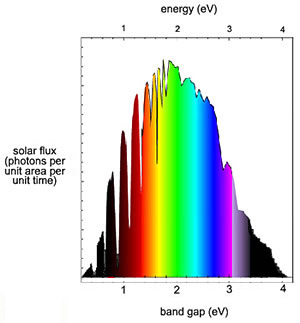 energy (eV)
1 2 3 4
solar flux
(photons per
unit area per
unit time)
1 2 3 4
band gap (eV)